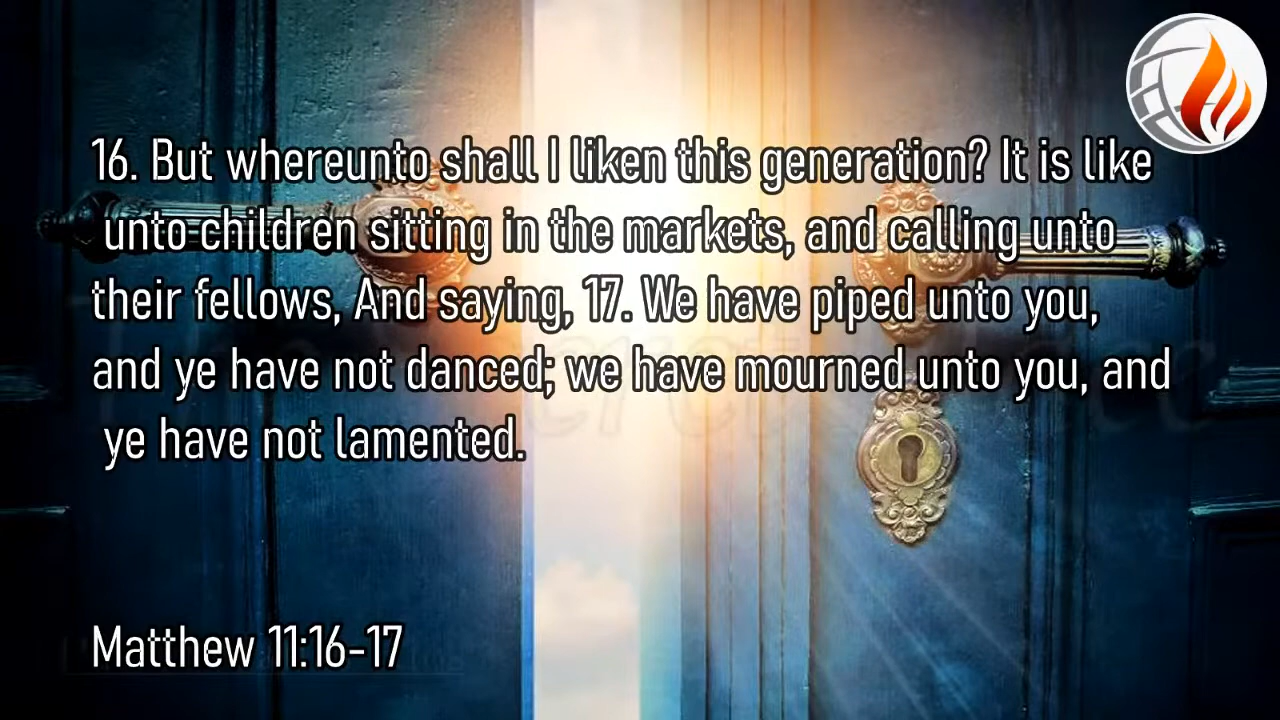 16. But whereunto shall I liken this generation? It is like
unto children sitting in the markets, and calling unto
their fellows, And saying, 17. We have piped unto you,
and ye have not danced; we have mourned unto you, and
ye have not lamented.
Matthew 11:16-17